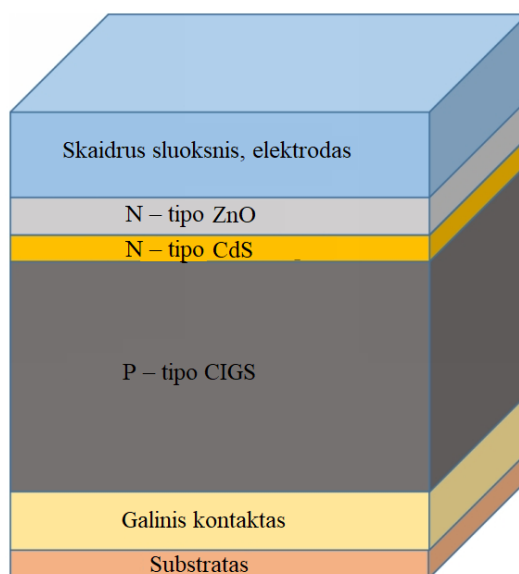 Skaidrus sluoksnis, elektrodas
N – tipo ZnO
N – tipo CdS
P – tipo CIGS
Galinis kontaktas
Substratas